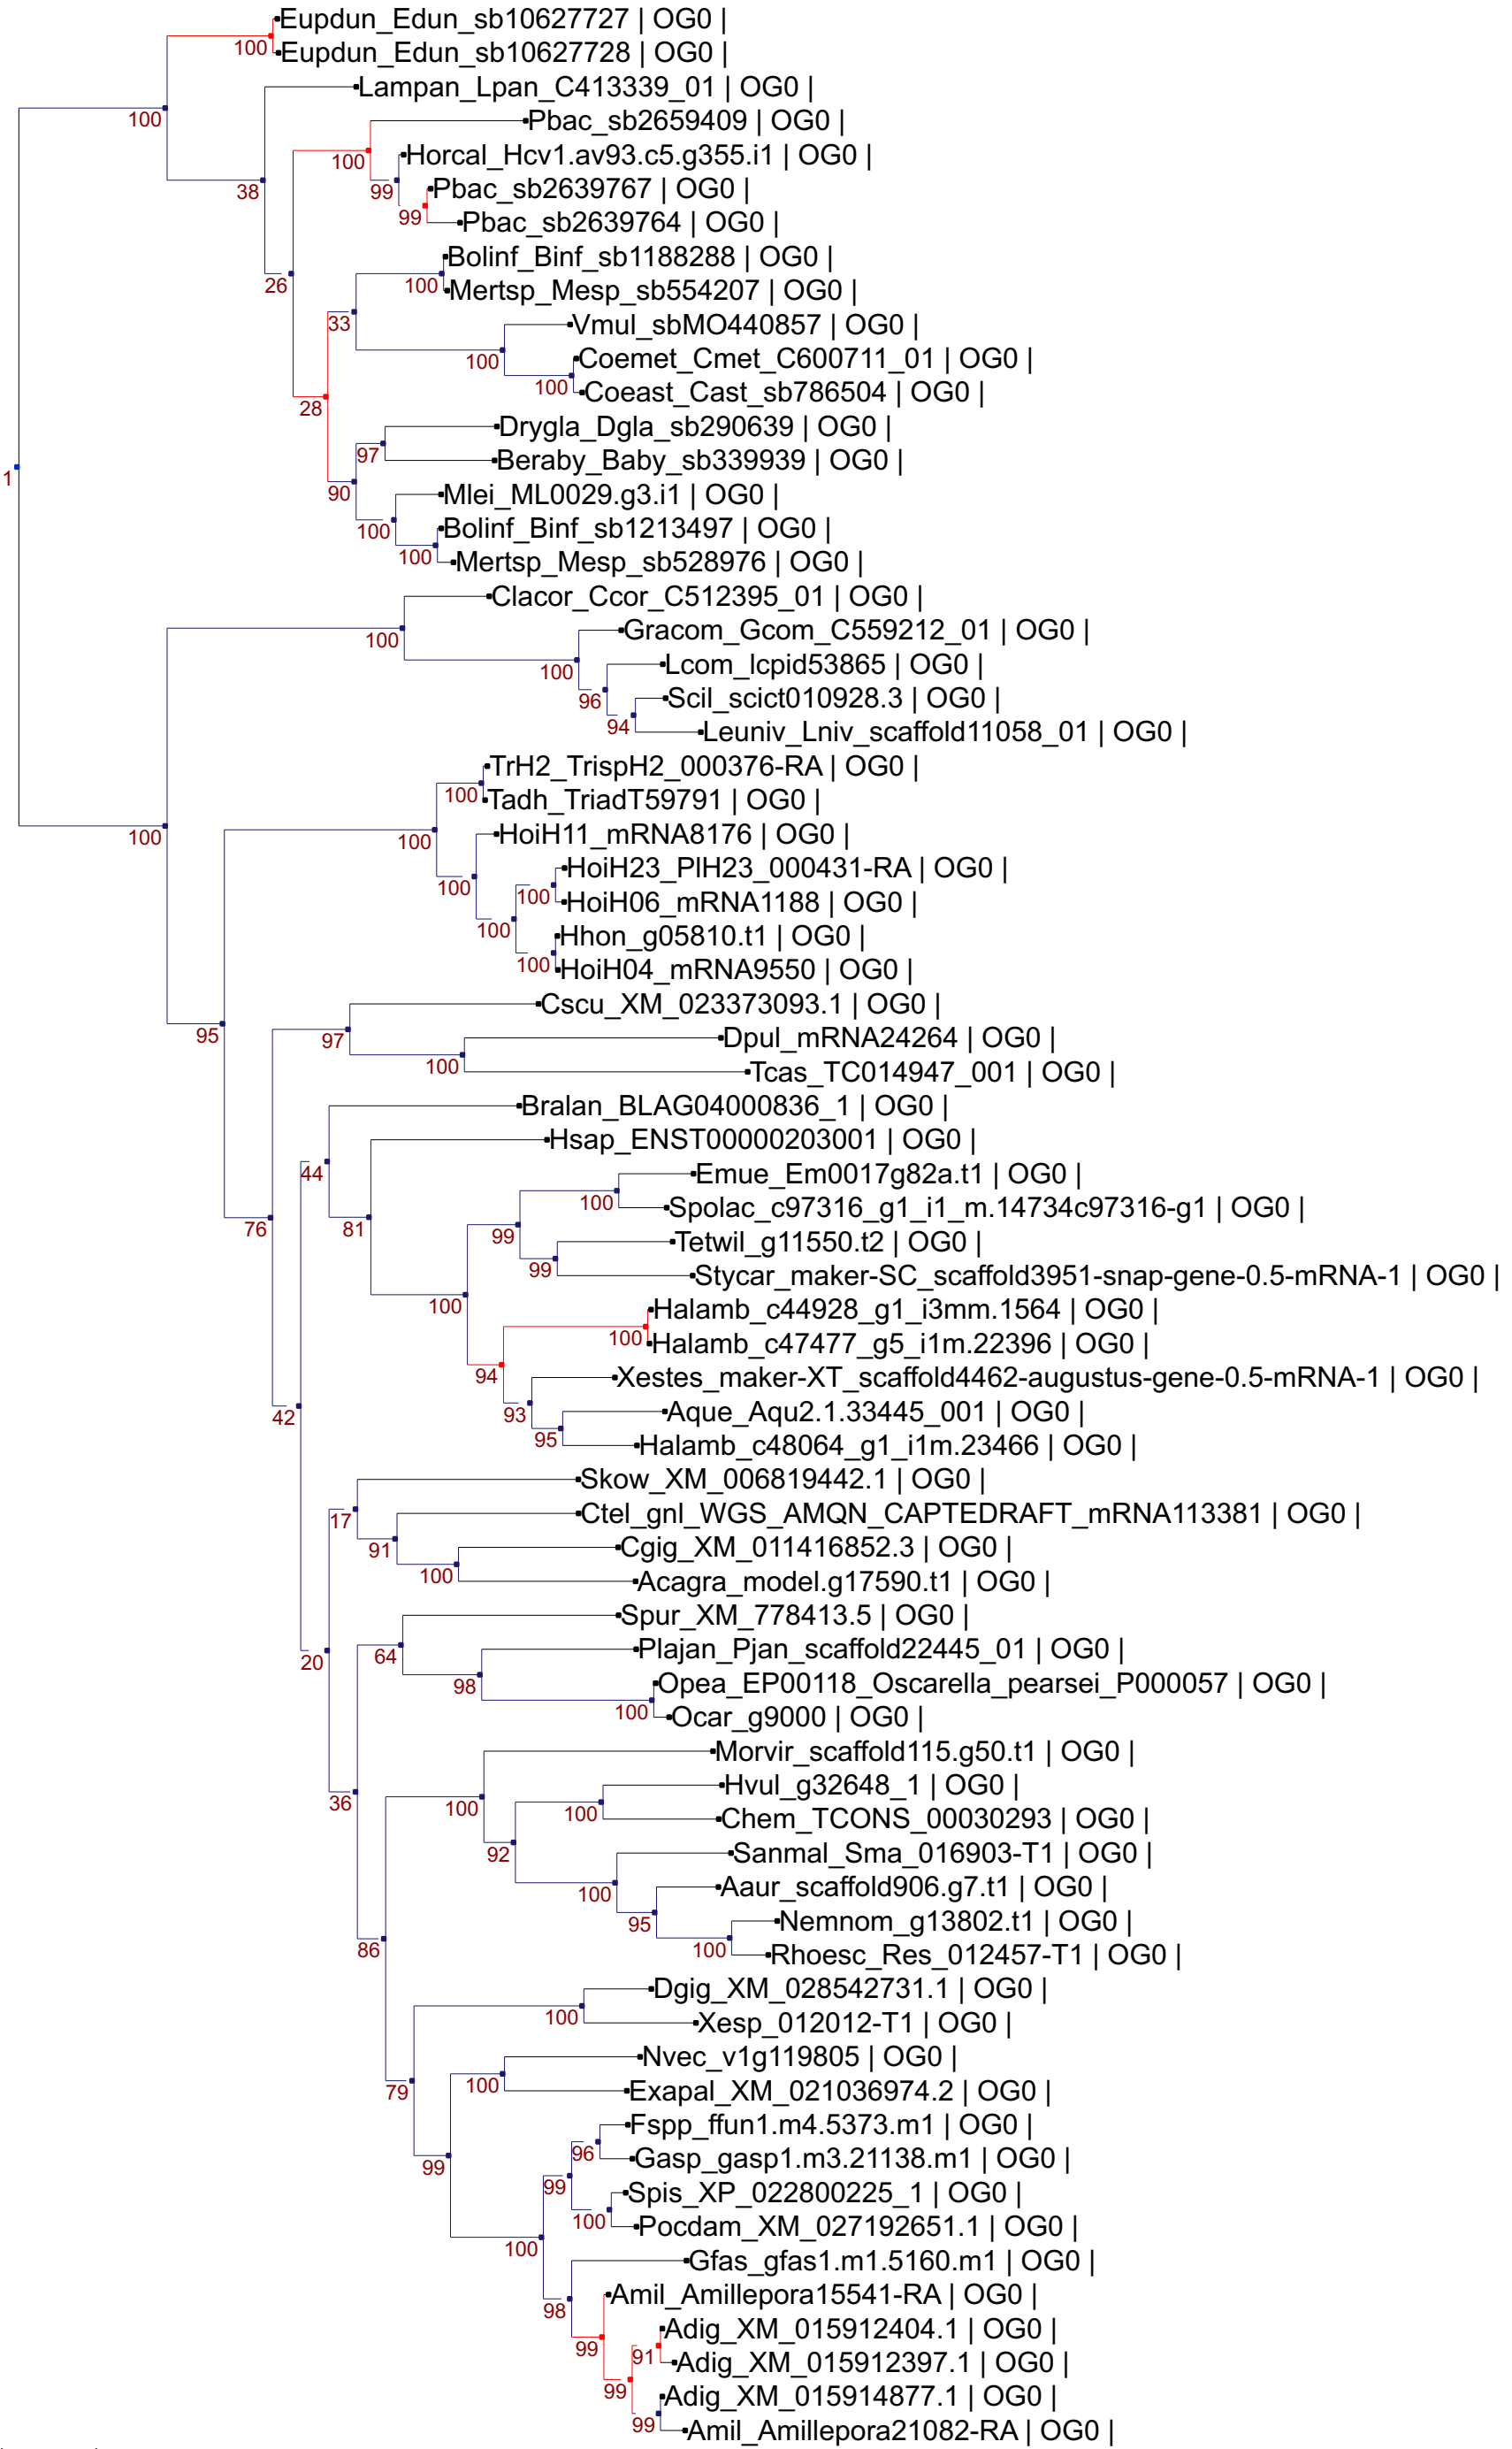 Eupdun_Edun_sb10627727 | OG0 |
100
Eupdun_Edun_sb10627728 | OG0 |
Lampan_Lpan_C413339_01 | OG0 |
100
Pbac_sb2659409 | OG0 |
100
Horcal_Hcv1.av93.c5.g355.i1 | OG0 |
38
99
Pbac_sb2639767 | OG0 |
99
Pbac_sb2639764 | OG0 |
Bolinf_Binf_sb1188288 | OG0 |
26
100
Mertsp_Mesp_sb554207 | OG0 |
33
Vmul_sbMO440857 | OG0 |
100
Coemet_Cmet_C600711_01 | OG0 |
100
Coeast_Cast_sb786504 | OG0 |
28
Drygla_Dgla_sb290639 | OG0 |
97
Beraby_Baby_sb339939 | OG0 |
1
90
Mlei_ML0029.g3.i1 | OG0 |
100
Bolinf_Binf_sb1213497 | OG0 |
100
Mertsp_Mesp_sb528976 | OG0 |
Clacor_Ccor_C512395_01 | OG0 |
100
Gracom_Gcom_C559212_01 | OG0 |
100
Lcom_lcpid53865 | OG0 |
96
Scil_scict010928.3 | OG0 |
94
Leuniv_Lniv_scaffold11058_01 | OG0 |
TrH2_TrispH2_000376-RA | OG0 |
100
Tadh_TriadT59791 | OG0 |
100
100
HoiH11_mRNA8176 | OG0 |
HoiH23_PlH23_000431-RA | OG0 |
100
100
HoiH06_mRNA1188 | OG0 |
100
Hhon_g05810.t1 | OG0 |
100
HoiH04_mRNA9550 | OG0 |
Cscu_XM_023373093.1 | OG0 |
95
97
Dpul_mRNA24264 | OG0 |
100
Tcas_TC014947_001 | OG0 |
Bralan_BLAG04000836_1 | OG0 |
Hsap_ENST00000203001 | OG0 |
44
Emue_Em0017g82a.t1 | OG0 |
100
Spolac_c97316_g1_i1_m.14734c97316-g1 | OG0 |
76
81
99
Tetwil_g11550.t2 | OG0 |
99
Stycar_maker-SC_scaffold3951-snap-gene-0.5-mRNA-1 | OG0 |
100
Halamb_c44928_g1_i3mm.1564 | OG0 |
100
Halamb_c47477_g5_i1m.22396 | OG0 |
94
Xestes_maker-XT_scaffold4462-augustus-gene-0.5-mRNA-1 | OG0 |
42
93
Aque_Aqu2.1.33445_001 | OG0 |
95
Halamb_c48064_g1_i1m.23466 | OG0 |
Skow_XM_006819442.1 | OG0 |
17
Ctel_gnl_WGS_AMQN_CAPTEDRAFT_mRNA113381 | OG0 |
91
Cgig_XM_011416852.3 | OG0 |
100
Acagra_model.g17590.t1 | OG0 |
Spur_XM_778413.5 | OG0 |
20
64
Plajan_Pjan_scaffold22445_01 | OG0 |
98
Opea_EP00118_Oscarella_pearsei_P000057 | OG0 |
100
Ocar_g9000 | OG0 |
Morvir_scaffold115.g50.t1 | OG0 |
36
100
Hvul_g32648_1 | OG0 |
100
Chem_TCONS_00030293 | OG0 |
92
Sanmal_Sma_016903-T1 | OG0 |
100
Aaur_scaffold906.g7.t1 | OG0 |
95
Nemnom_g13802.t1 | OG0 |
86
100
Rhoesc_Res_012457-T1 | OG0 |
Dgig_XM_028542731.1 | OG0 |
100
Xesp_012012-T1 | OG0 |
Nvec_v1g119805 | OG0 |
79
100
Exapal_XM_021036974.2 | OG0 |
Fspp_ffun1.m4.5373.m1 | OG0 |
96
Gasp_gasp1.m3.21138.m1 | OG0 |
99
99
Spis_XP_022800225_1 | OG0 |
100
Pocdam_XM_027192651.1 | OG0 |
100
Gfas_gfas1.m1.5160.m1 | OG0 |
Amil_Amillepora15541-RA | OG0 |
98
Adig_XM_015912404.1 | OG0 |
99
91
Adig_XM_015912397.1 | OG0 |
99
Adig_XM_015914877.1 | OG0 |
99
Amil_Amillepora21082-RA | OG0 |